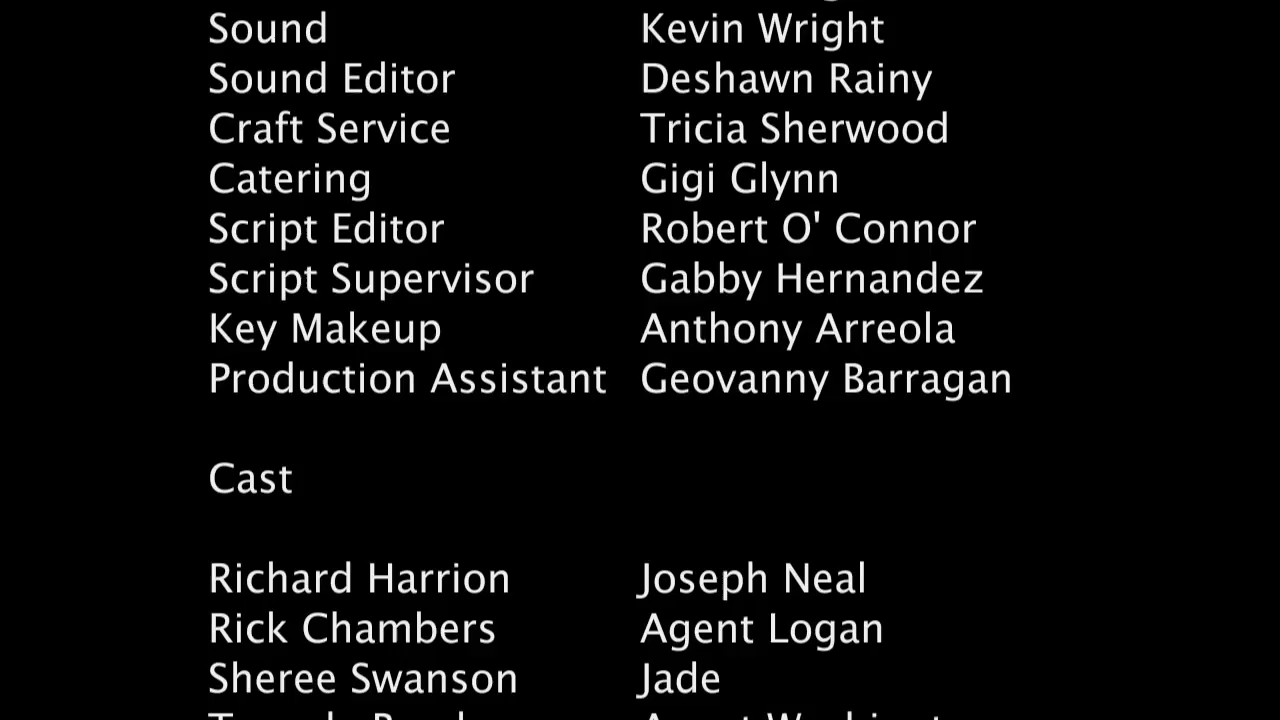 Sound Kevin Wright
Sound Editor Deshawn Rainy
Craft Service Tricia Sherwood
Catering Gigi Glynn
Script Editor Robert O' Connor
Script Supervisor Gabby Hernandez
Key Makeup Anthony Arreola
Production Assistant Geovanny Barragan
Cast
Richard Harrion Joseph Neal
Rick Chambers Agent Logan
Sheree Swanson Jade